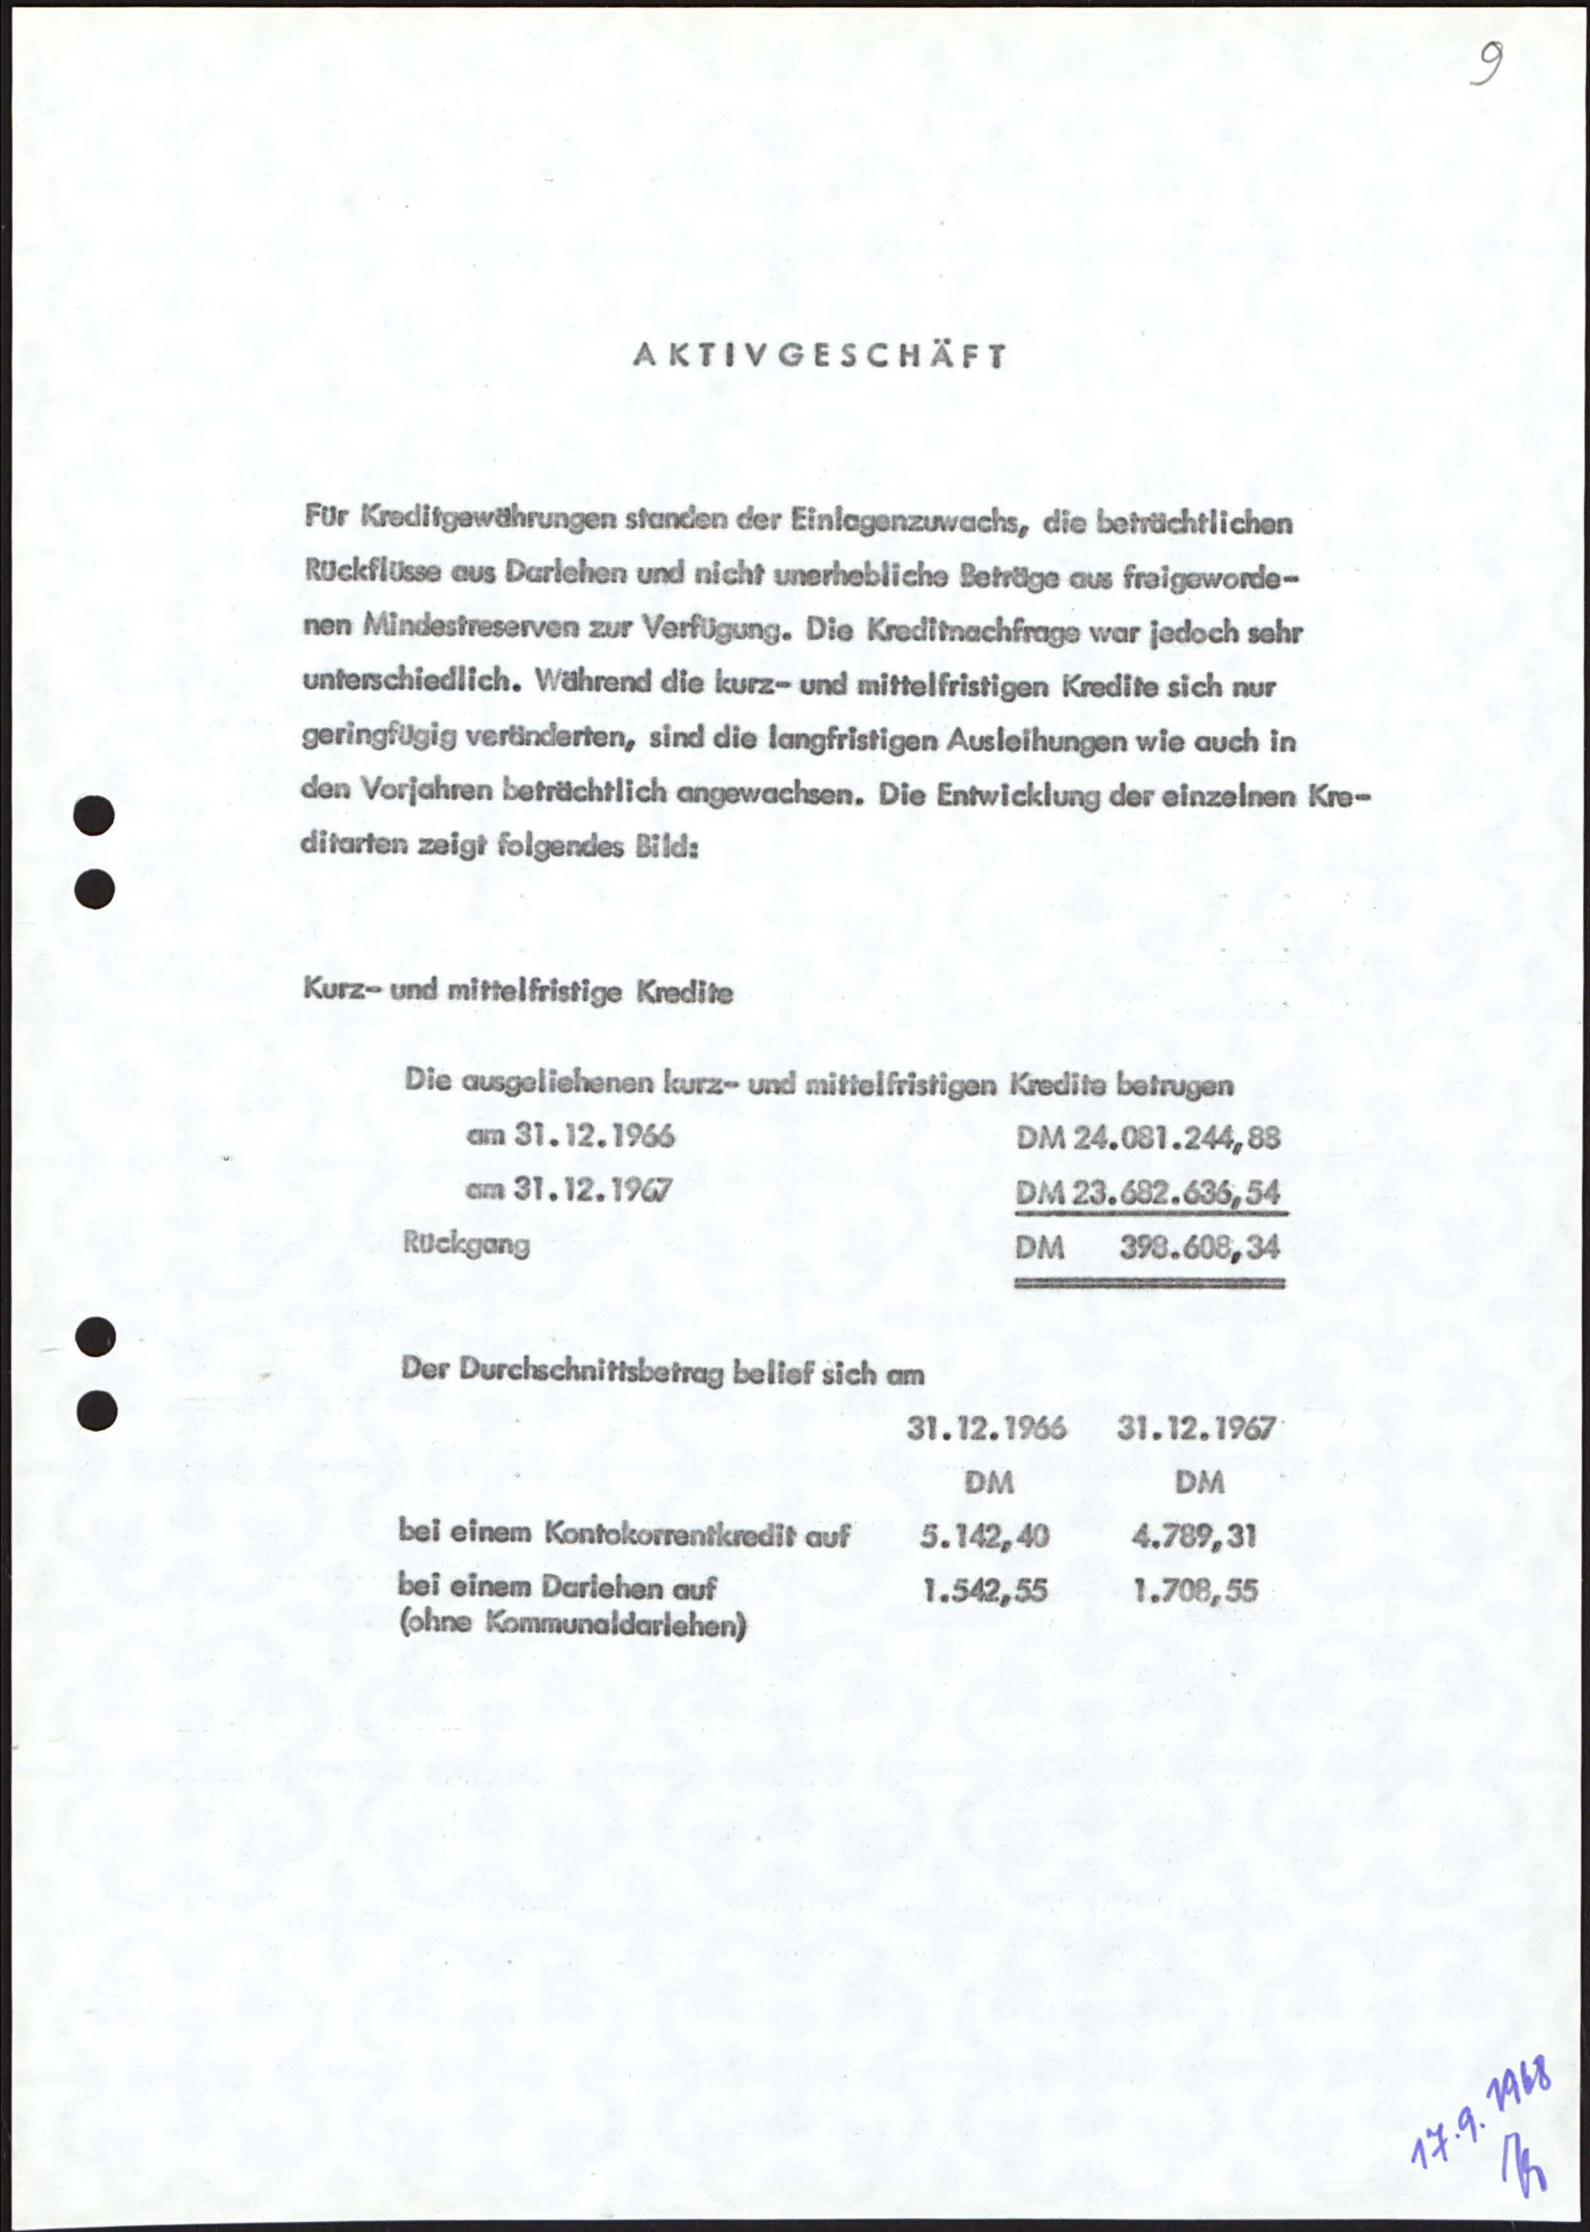 9
AKTIVGESCHÄFT
Für Kreditgewährungen standen der Einlagenzuwachs, die beträchtlichen
Rückflüsse aus Darlehen und nicht unerhebliche Beträge aus freigeworde-
nen Mindestreserven zur Verfügung. Die Kreditnachfrage war jedoch sehr
unterschiedlich. Während die kurz- und mittelfristigen Kredite sich nur
geringfügig veränderten, sind die langfristigen Ausleihungen wie auch in
den Vorjahren beträchtlich angewachsen. Die Entwicklung der einzelnen Kre-
ditarten zeigt folgendes Bild:
Kurz- und mittelfristige Kredite
Die ausgeliehenen kurz- und mittelfristigen Kredite betrugen
am 31.12.1966 DM 24.081.244,88
am 31.12.1967 DM 23.682.636,54
Rückgang DM 398.608,34
Der Durchschnittsbetrag belief sich am
31.12.1966 31.12.1967
DM DM
bei einem Kontokorrentkredit auf 5.142,40 4.789,31
bei einem Darlehen auf 1.542,55 1.708,55
(ohne Kommunaldarlehen)
17.9.1968